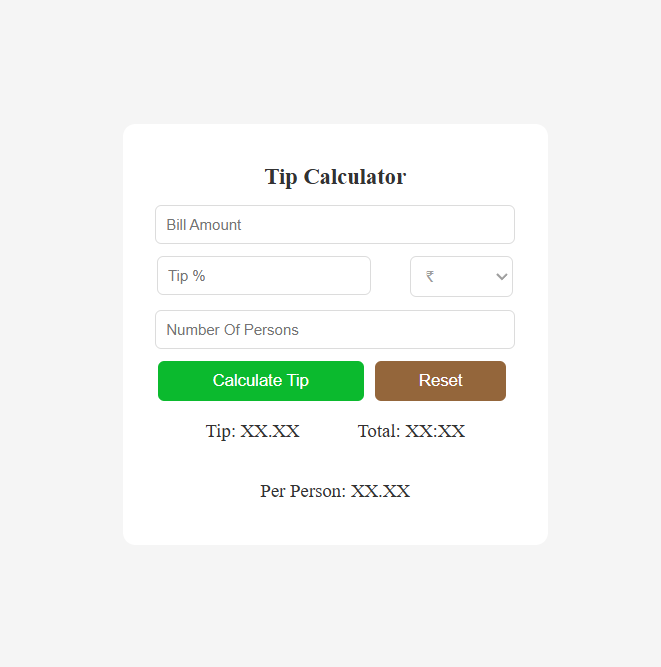 Tip Calculator
Bill Amount
Tip % ₹
Number Of Persons
Calculate Tip Reset
Tip: XX.XX Total: XX:XX
Per Person: XX.XX